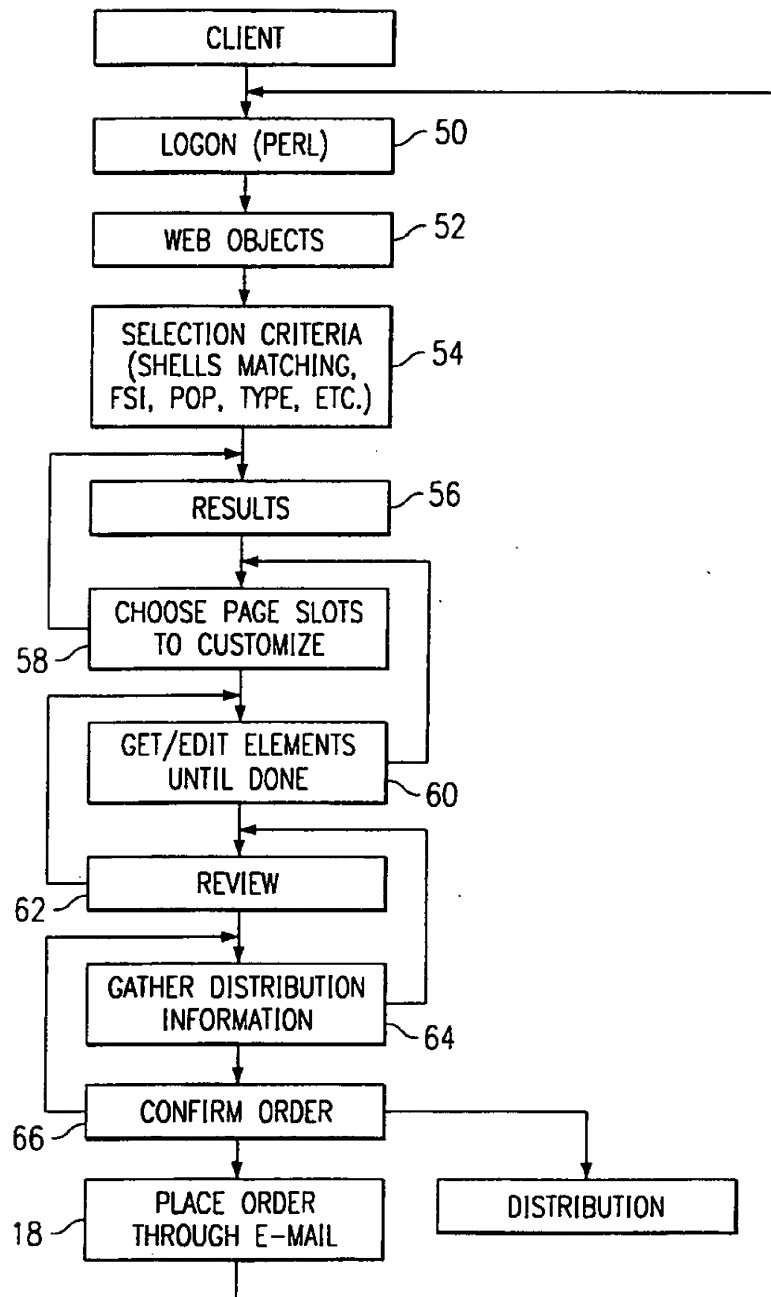 CLIENT
LOGON (PERL)
50
WEB OBJECTS
52
SELECTION CRITERIA
(SHELLS MATCHING,
FSI, POP, TYPE, ETC.)
54
RESULTS
56
CHOOSE PAGE SLOTS
TO CUSTOMIZE
58
GET/EDIT ELEMENTS
UNTIL DONE
60
REVIEW
62
GATHER DISTRIBUTION
INFORMATION
64
CONFIRM ORDER
66
PLACE ORDER
THROUGH E-MAIL
18
DISTRIBUTION